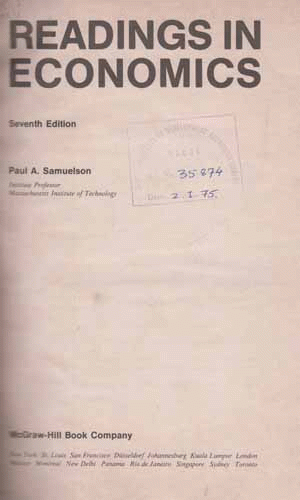 READINGS IN
ECONOMICS
Seventh Edition
Paul A. Samuelson
Institute Professor
Massachusetts Institute of Technology
35874
Date 2.1.75.
McGraw-Hill Book Company
New York St. Louis San Francisco Düsseldorf Johannesburg Kuala Lumpur London
Mexico Montreal New Delhi Panama Rio de Janeiro Singapore Sydney Toronto